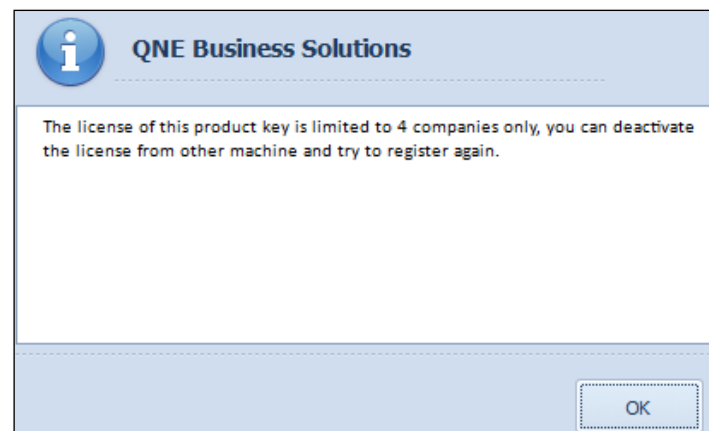 QNE Business Solutions
The license of this product key is limited to 4 companies only, you can deactivate
the license from other machine and try to register again.
OK